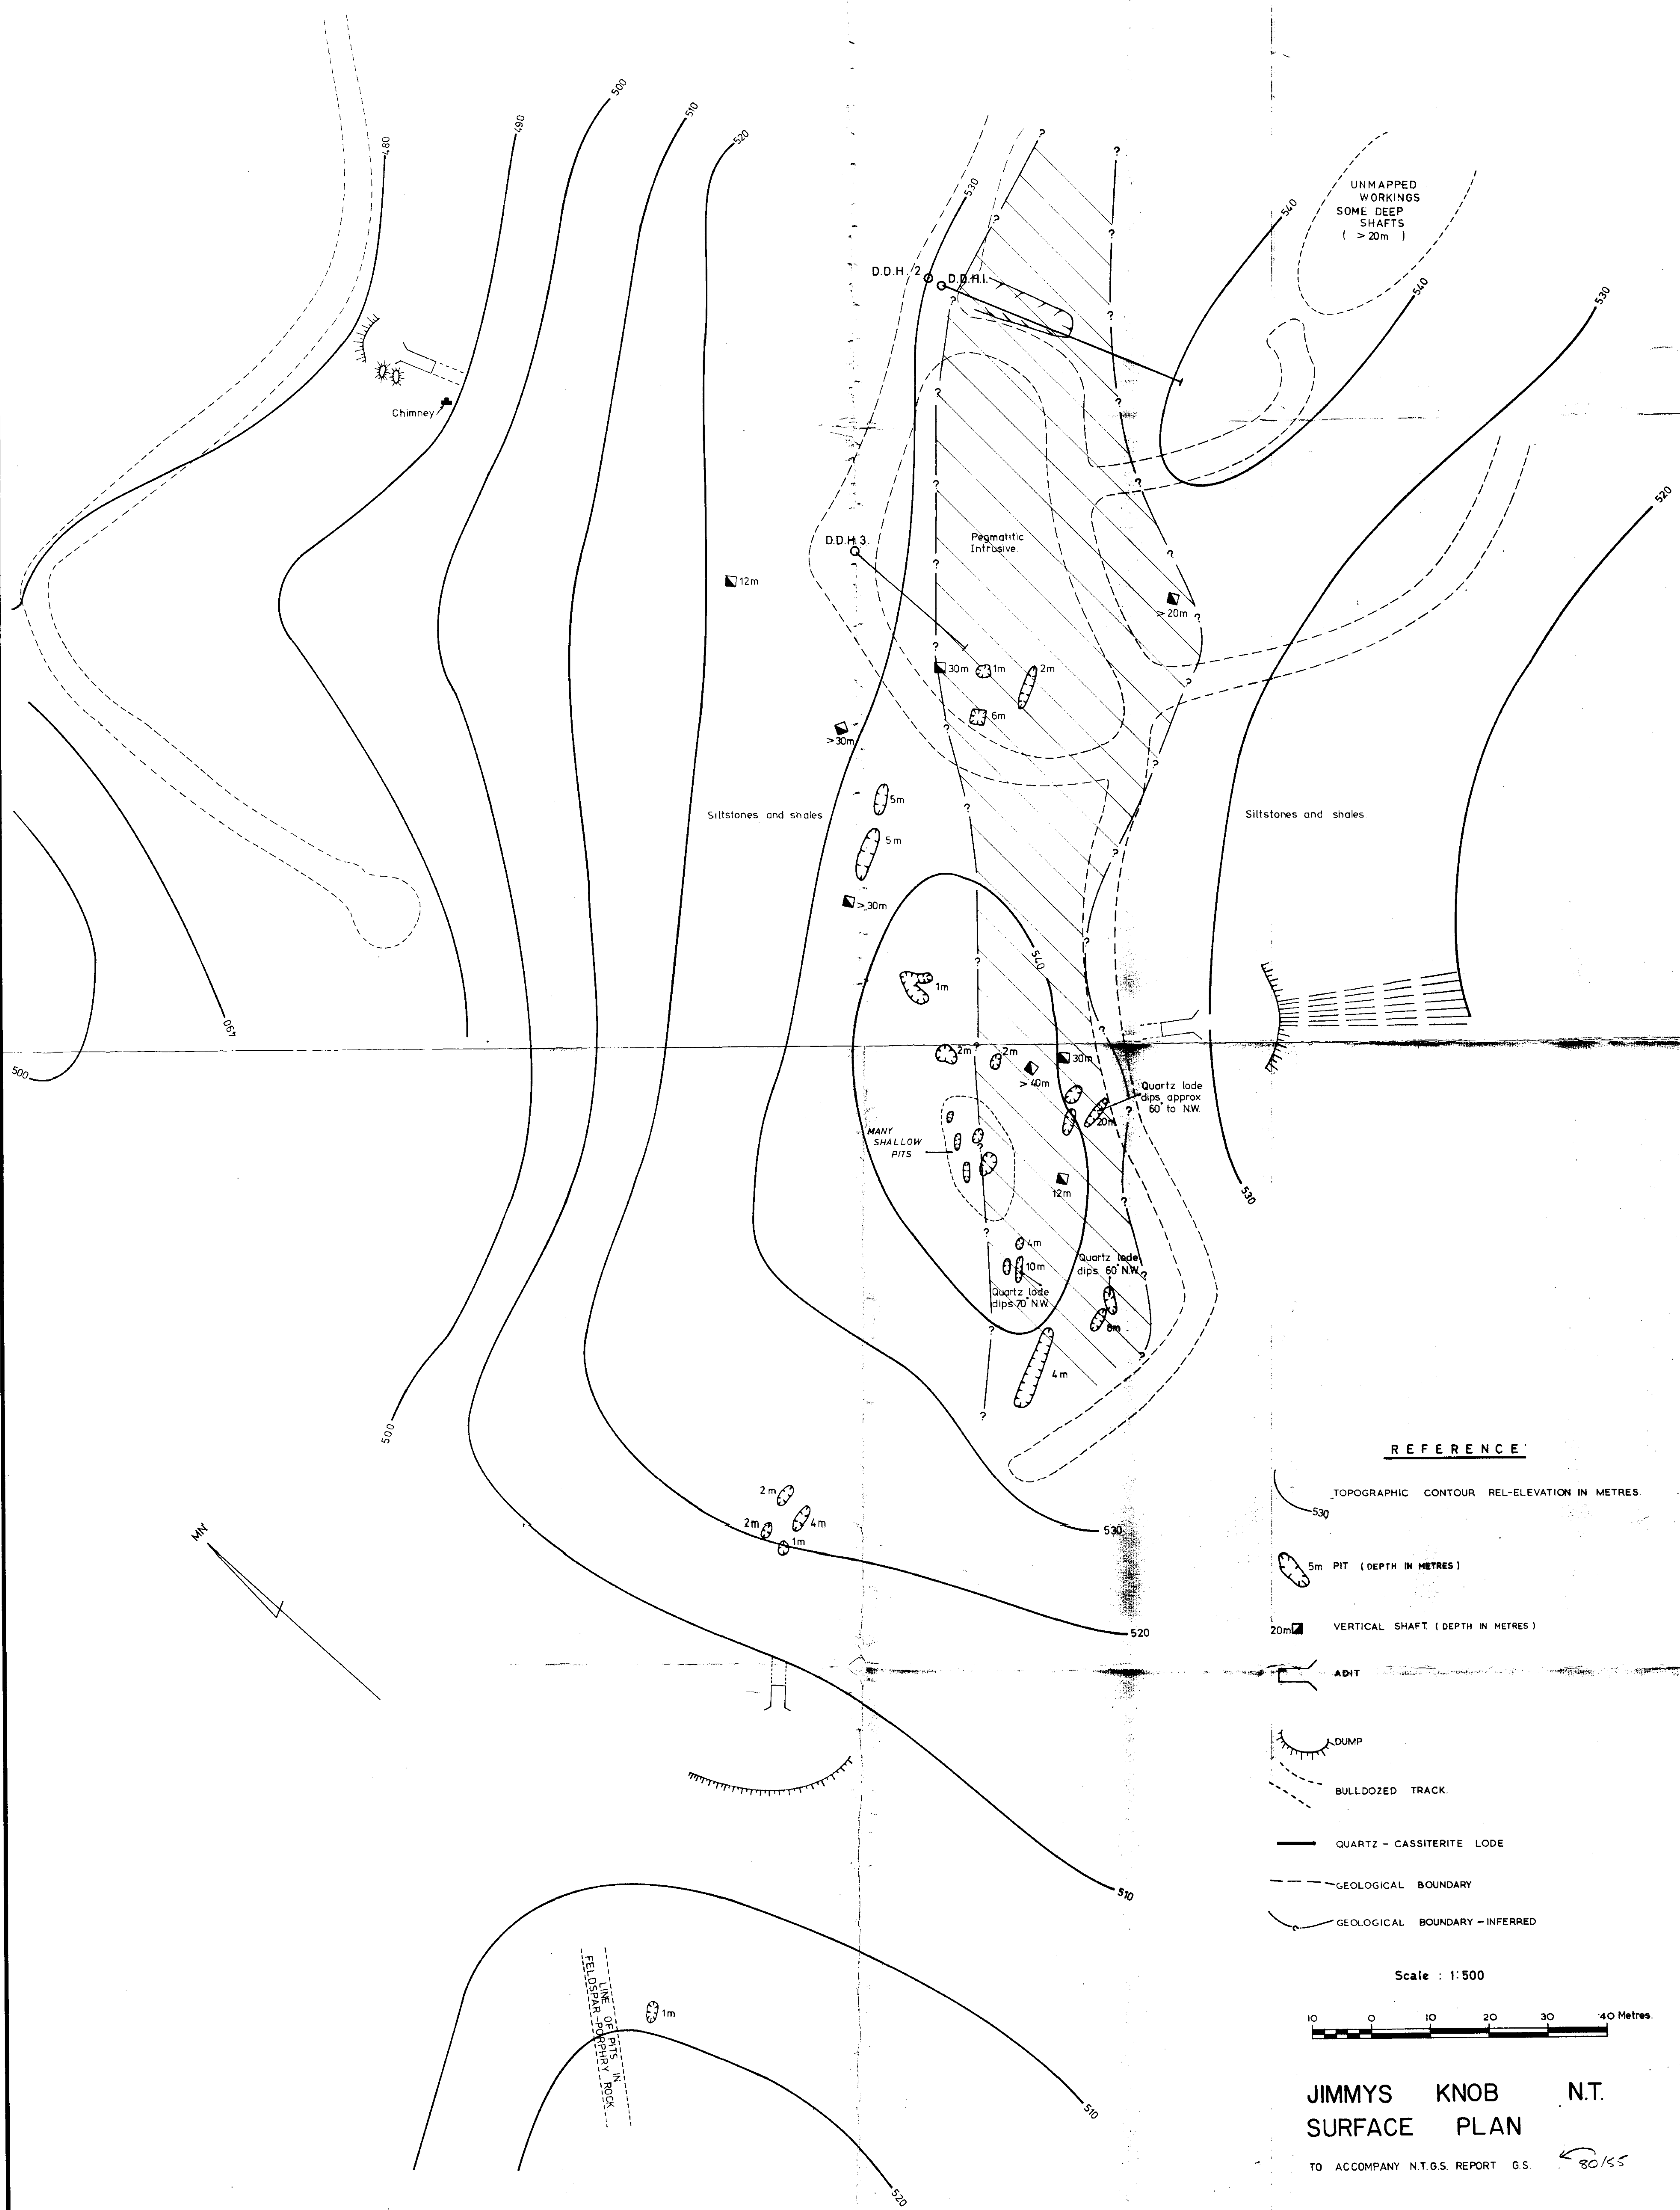 500
510
490
520
480
530
540
UNMAPPED
WORKINGS
SOME DEEP
SHAFTS
( >20m )
D.D.H. 2
D.D.H.1.
540
530
Chimney
520
D.D.H. 3.
Pegmatitic
Intrusive.
12m
>20m
30m
1m
2m
6m
>30m
5m
Siltstones and shales
Siltstones and shales.
5m
>30m
540
1m
490
2m
2m
30m
>40m
500
Quartz lode
dips approx
60° to N.W.
20m
MANY
SHALLOW
PITS
12m
530
4m
Quartz lode
dips 60° N.W.
10m
Quartz lode
dips 70° N.W.
8m
4m
500
2m
2m
4m
1m
530
MN
520
510
LINE OF PITS IN
FELDSPAR-PORPHRY ROCK.
1m
510
520
REFERENCE
530
TOPOGRAPHIC CONTOUR REL-ELEVATION IN METRES.
5m PIT (DEPTH IN METRES)
20m VERTICAL SHAFT. (DEPTH IN METRES)
ADIT
DUMP
BULLDOZED TRACK.
QUARTZ - CASSITERITE LODE
GEOLOGICAL BOUNDARY
GEOLOGICAL BOUNDARY - INFERRED
Scale : 1:500
10 0 10 20 30 40 Metres.
JIMMYS KNOB N.T.
SURFACE PLAN
TO ACCOMPANY N.T.G.S. REPORT G.S. 80/55